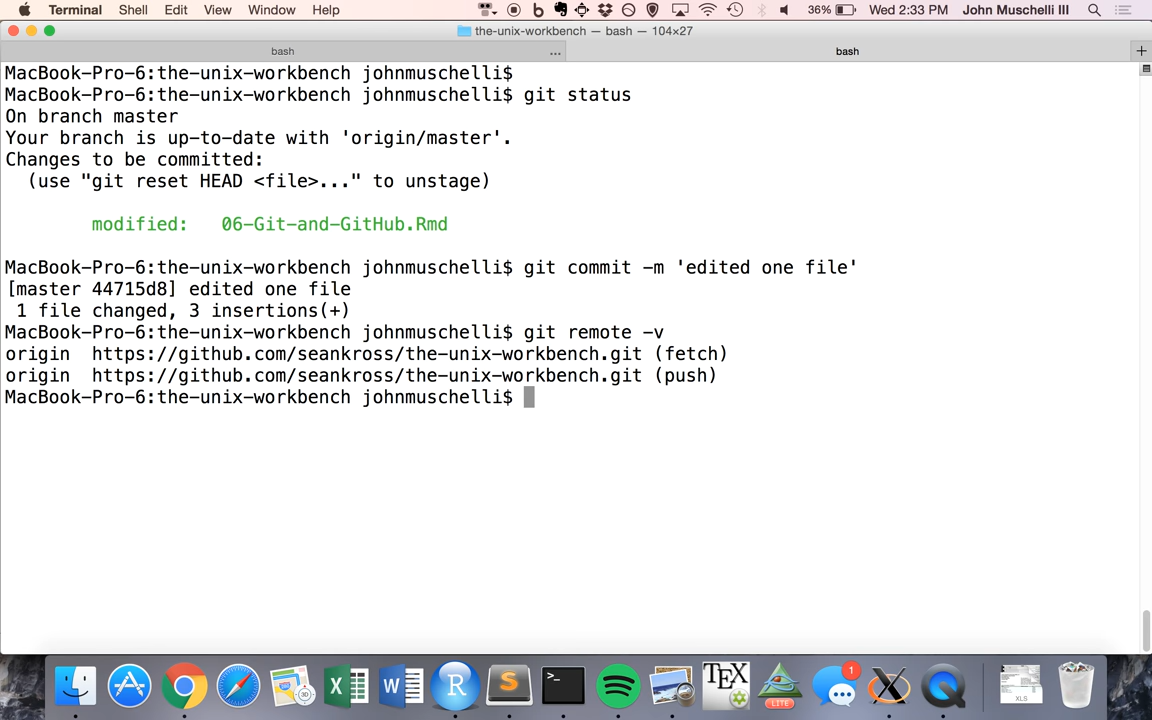 Terminal Shell Edit View Window Help 36% Wed 2:33 PM John Muschelli III
the-unix-workbench — bash — 104×27
bash ... bash +
MacBook-Pro-6:the-unix-workbench johnmuschelli$
MacBook-Pro-6:the-unix-workbench johnmuschelli$ git status
On branch master
Your branch is up-to-date with 'origin/master'.
Changes to be committed:
  (use "git reset HEAD <file>..." to unstage)
        modified:   06-Git-and-GitHub.Rmd
MacBook-Pro-6:the-unix-workbench johnmuschelli$ git commit -m 'edited one file'
[master 44715d8] edited one file
 1 file changed, 3 insertions(+)
MacBook-Pro-6:the-unix-workbench johnmuschelli$ git remote -v
origin  https://github.com/seankross/the-unix-workbench.git (fetch)
origin  https://github.com/seankross/the-unix-workbench.git (push)
MacBook-Pro-6:the-unix-workbench johnmuschelli$
1
3D X W R S >_ TEX LITE X XLS